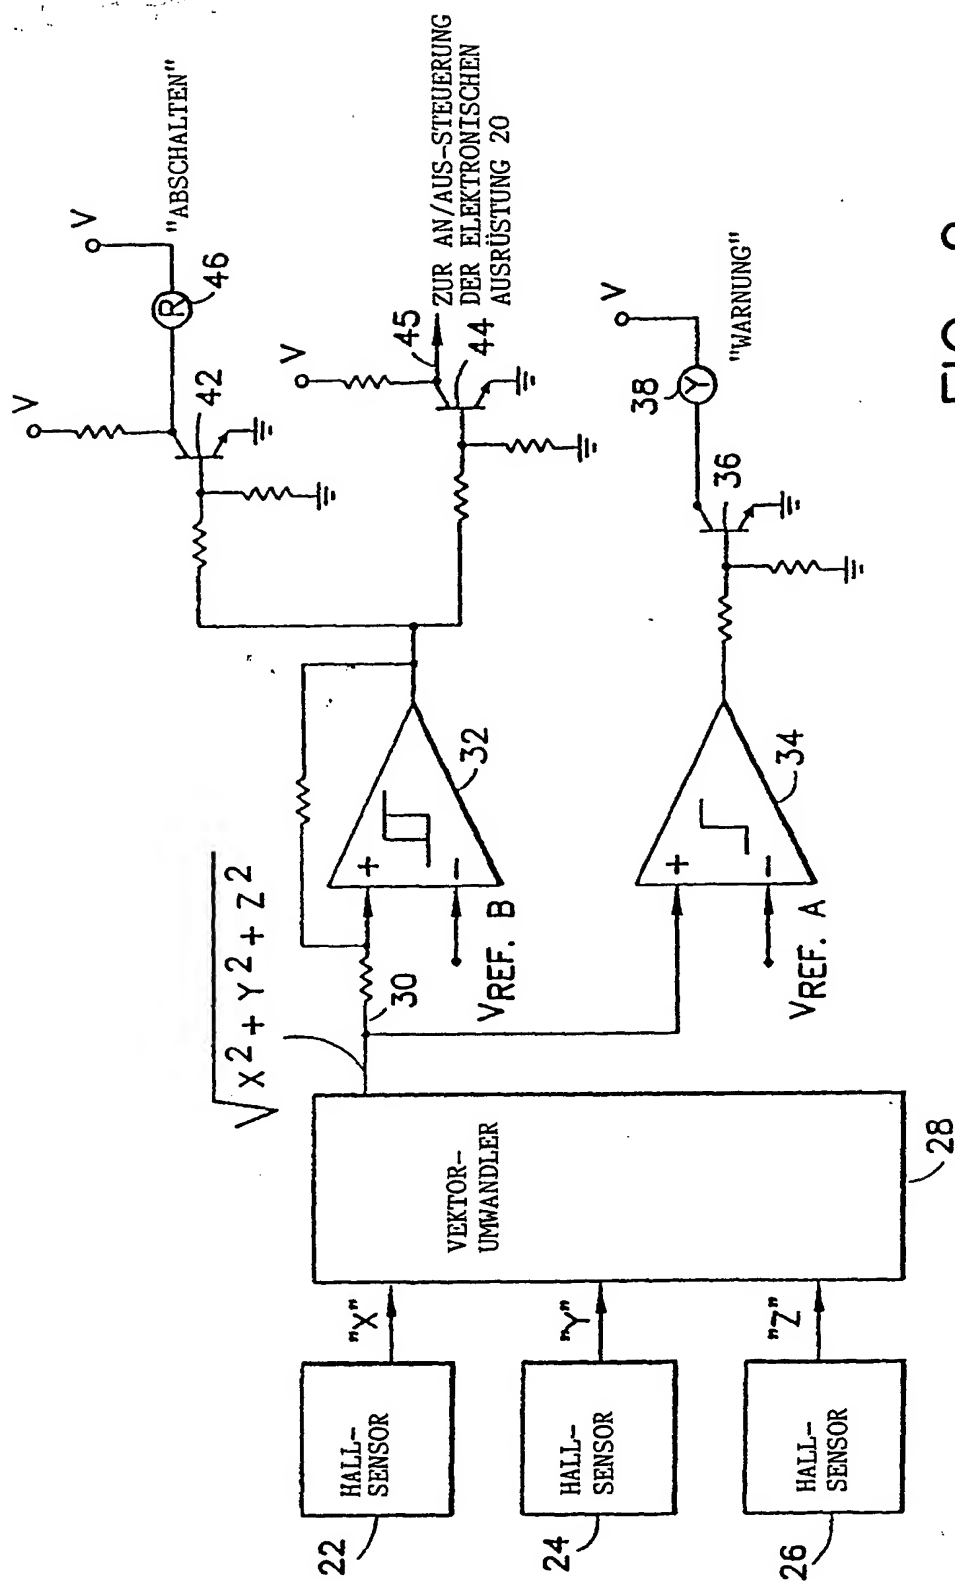 22
HALL-
SENSOR
"X"
24
HALL-
SENSOR
"Y"
26
HALL-
SENSOR
"Z"
VEKTOR-
UMWANDLER
28
√X² + Y² + Z²
30
+
-
VREF. B
32
+
-
VREF. A
34
V
42
V
R
46
"ABSCHALTEN"
V
45
44
ZUR AN/AUS-STEUERUNG
DER ELEKTRONISCHEN
AUSRÜSTUNG 20
36
38
Y
V
"WARNUNG"